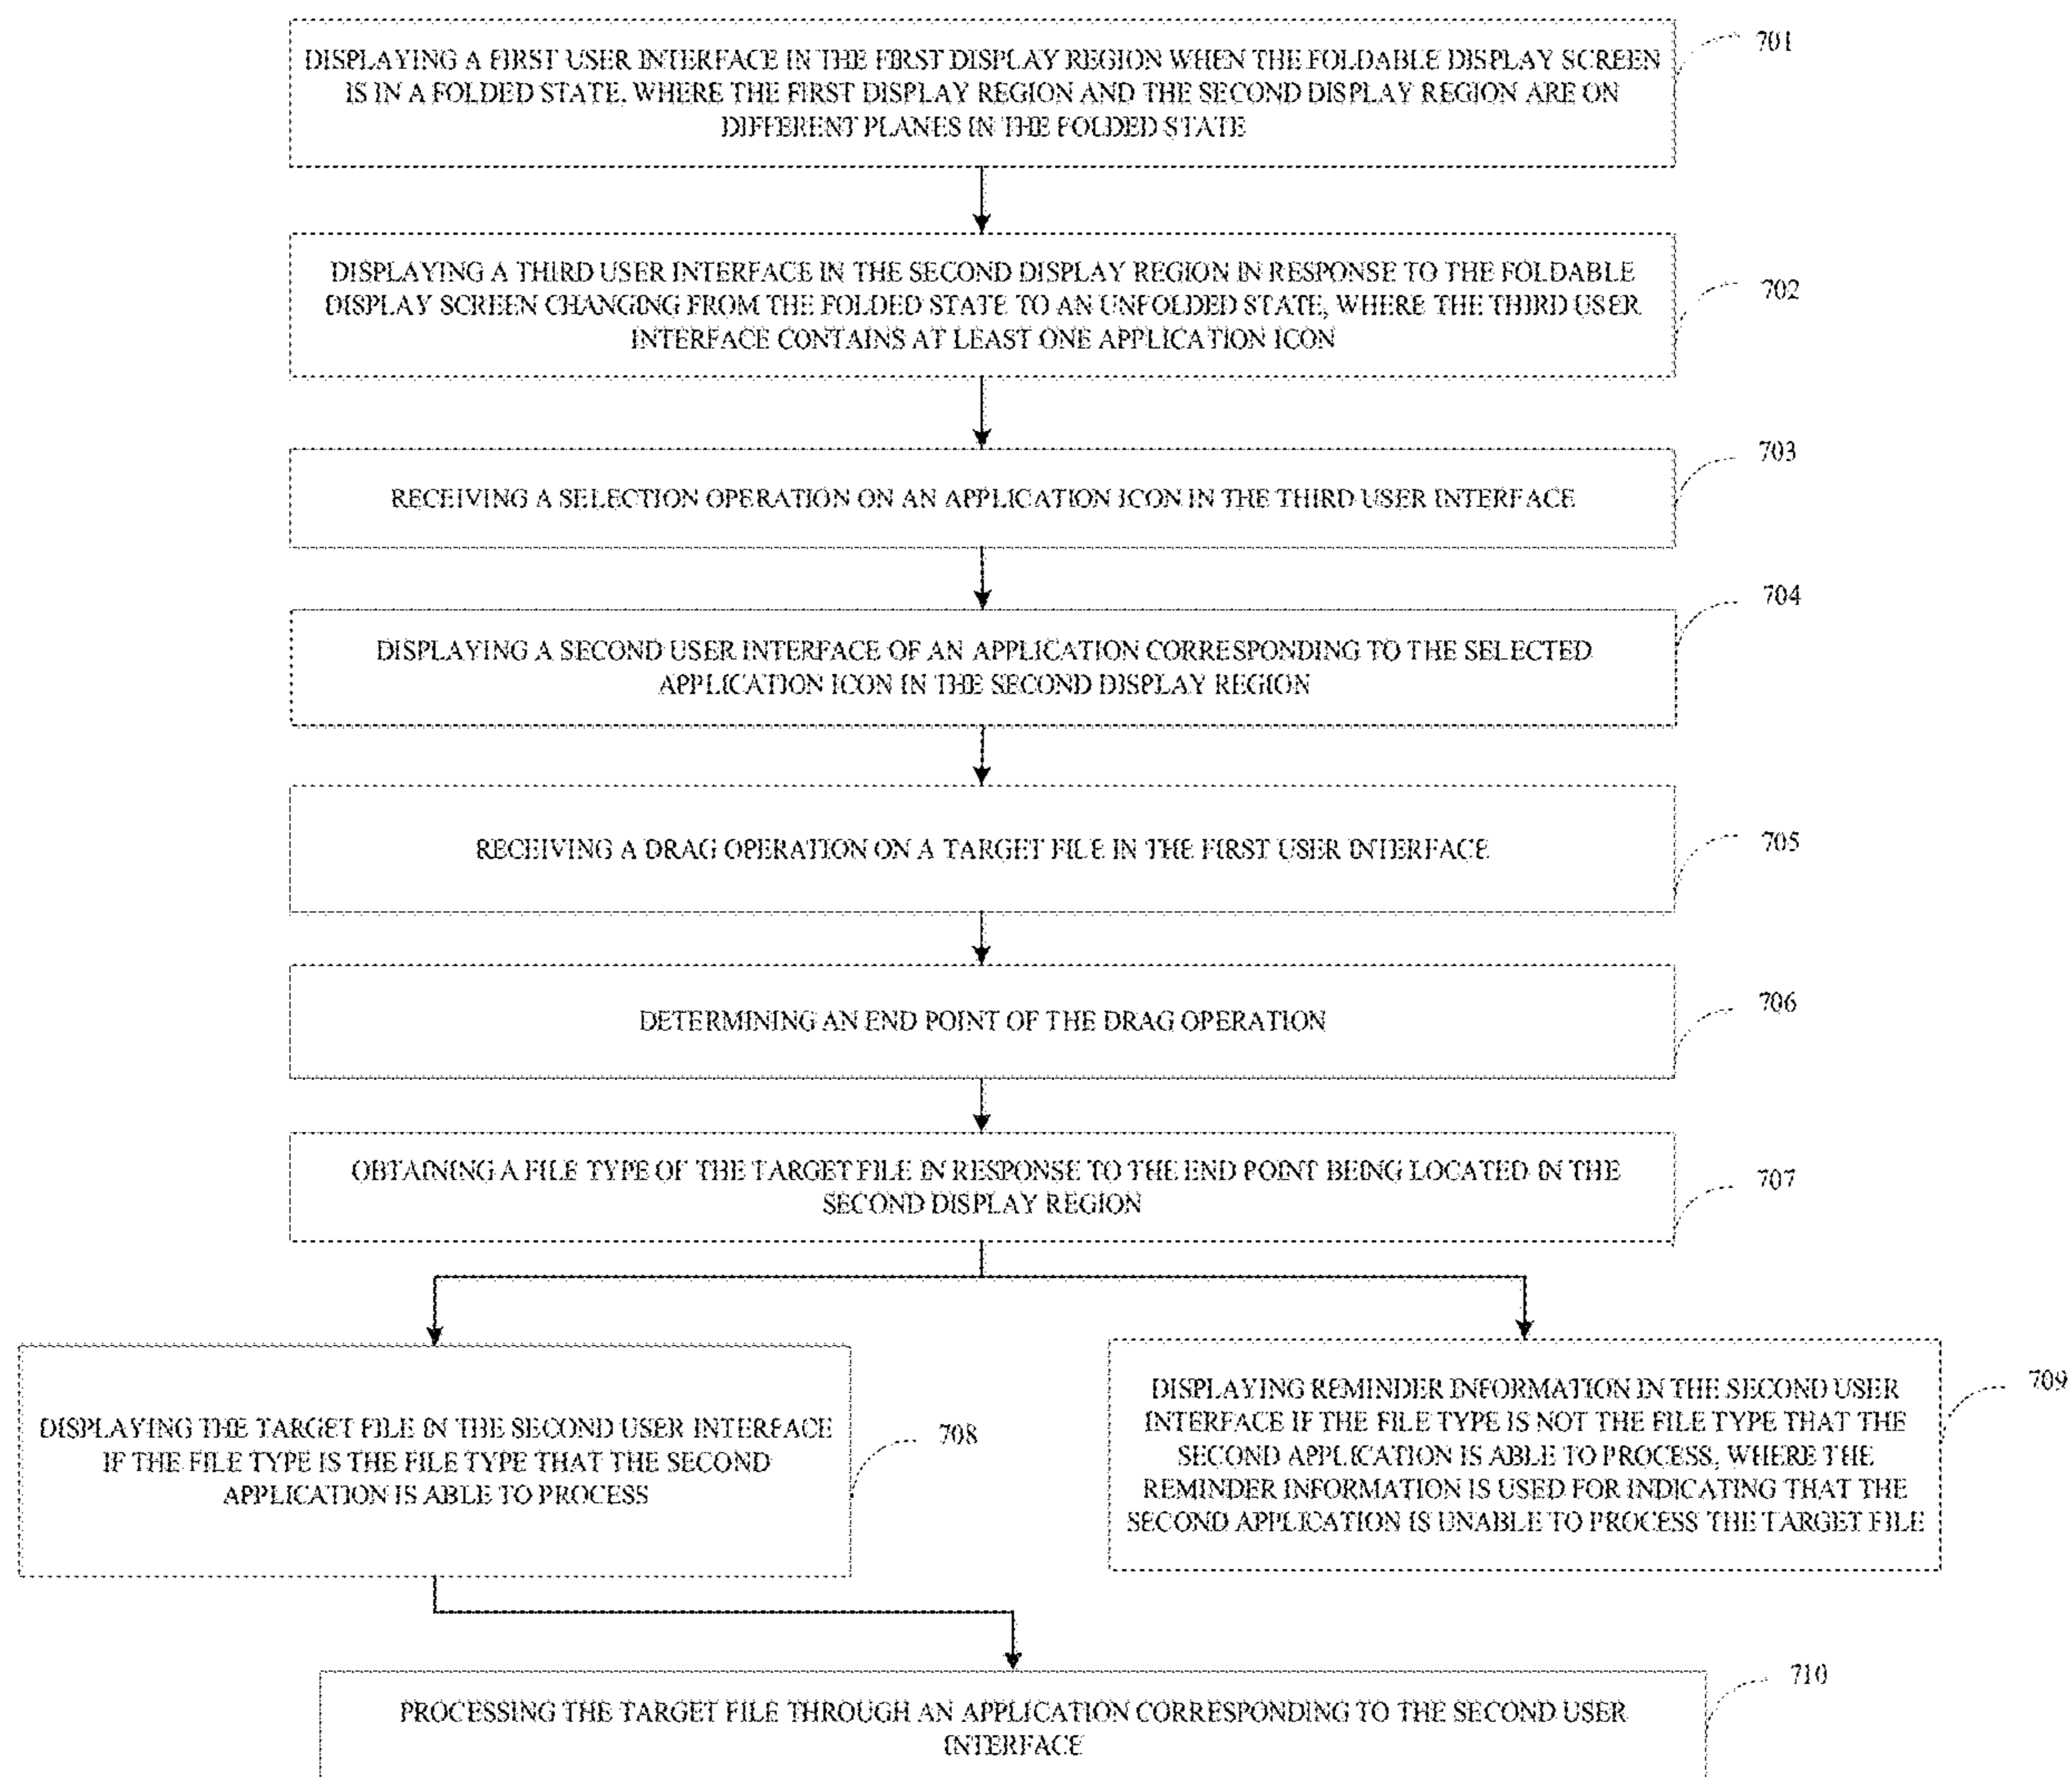 DISPLAYING A FIRST USER INTERFACE IN THE FIRST DISPLAY REGION WHEN THE FOLDABLE DISPLAY SCREEN
IS IN A FOLDED STATE, WHERE THE FIRST DISPLAY REGION AND THE SECOND DISPLAY REGION ARE ON
DIFFERENT PLANES IN THE FOLDED STATE
701
DISPLAYING A THIRD USER INTERFACE IN THE SECOND DISPLAY REGION IN RESPONSE TO THE FOLDABLE
DISPLAY SCREEN CHANGING FROM THE FOLDED STATE TO AN UNFOLDED STATE, WHERE THE THIRD USER
INTERFACE CONTAINS AT LEAST ONE APPLICATION ICON
702
RECEIVING A SELECTION OPERATION ON AN APPLICATION ICON IN THE THIRD USER INTERFACE
703
DISPLAYING A SECOND USER INTERFACE OF AN APPLICATION CORRESPONDING TO THE SELECTED
APPLICATION ICON IN THE SECOND DISPLAY REGION
704
RECEIVING A DRAG OPERATION ON A TARGET FILE IN THE FIRST USER INTERFACE
705
DETERMINING AN END POINT OF THE DRAG OPERATION
706
OBTAINING A FILE TYPE OF THE TARGET FILE IN RESPONSE TO THE END POINT BEING LOCATED IN THE
SECOND DISPLAY REGION
707
DISPLAYING THE TARGET FILE IN THE SECOND USER INTERFACE
IF THE FILE TYPE IS THE FILE TYPE THAT THE SECOND
APPLICATION IS ABLE TO PROCESS
708
DISPLAYING REMINDER INFORMATION IN THE SECOND USER
INTERFACE IF THE FILE TYPE IS NOT THE FILE TYPE THAT THE
SECOND APPLICATION IS ABLE TO PROCESS, WHERE THE
REMINDER INFORMATION IS USED FOR INDICATING THAT THE
SECOND APPLICATION IS UNABLE TO PROCESS THE TARGET FILE
709
PROCESSING THE TARGET FILE THROUGH AN APPLICATION CORRESPONDING TO THE SECOND USER
INTERFACE
710